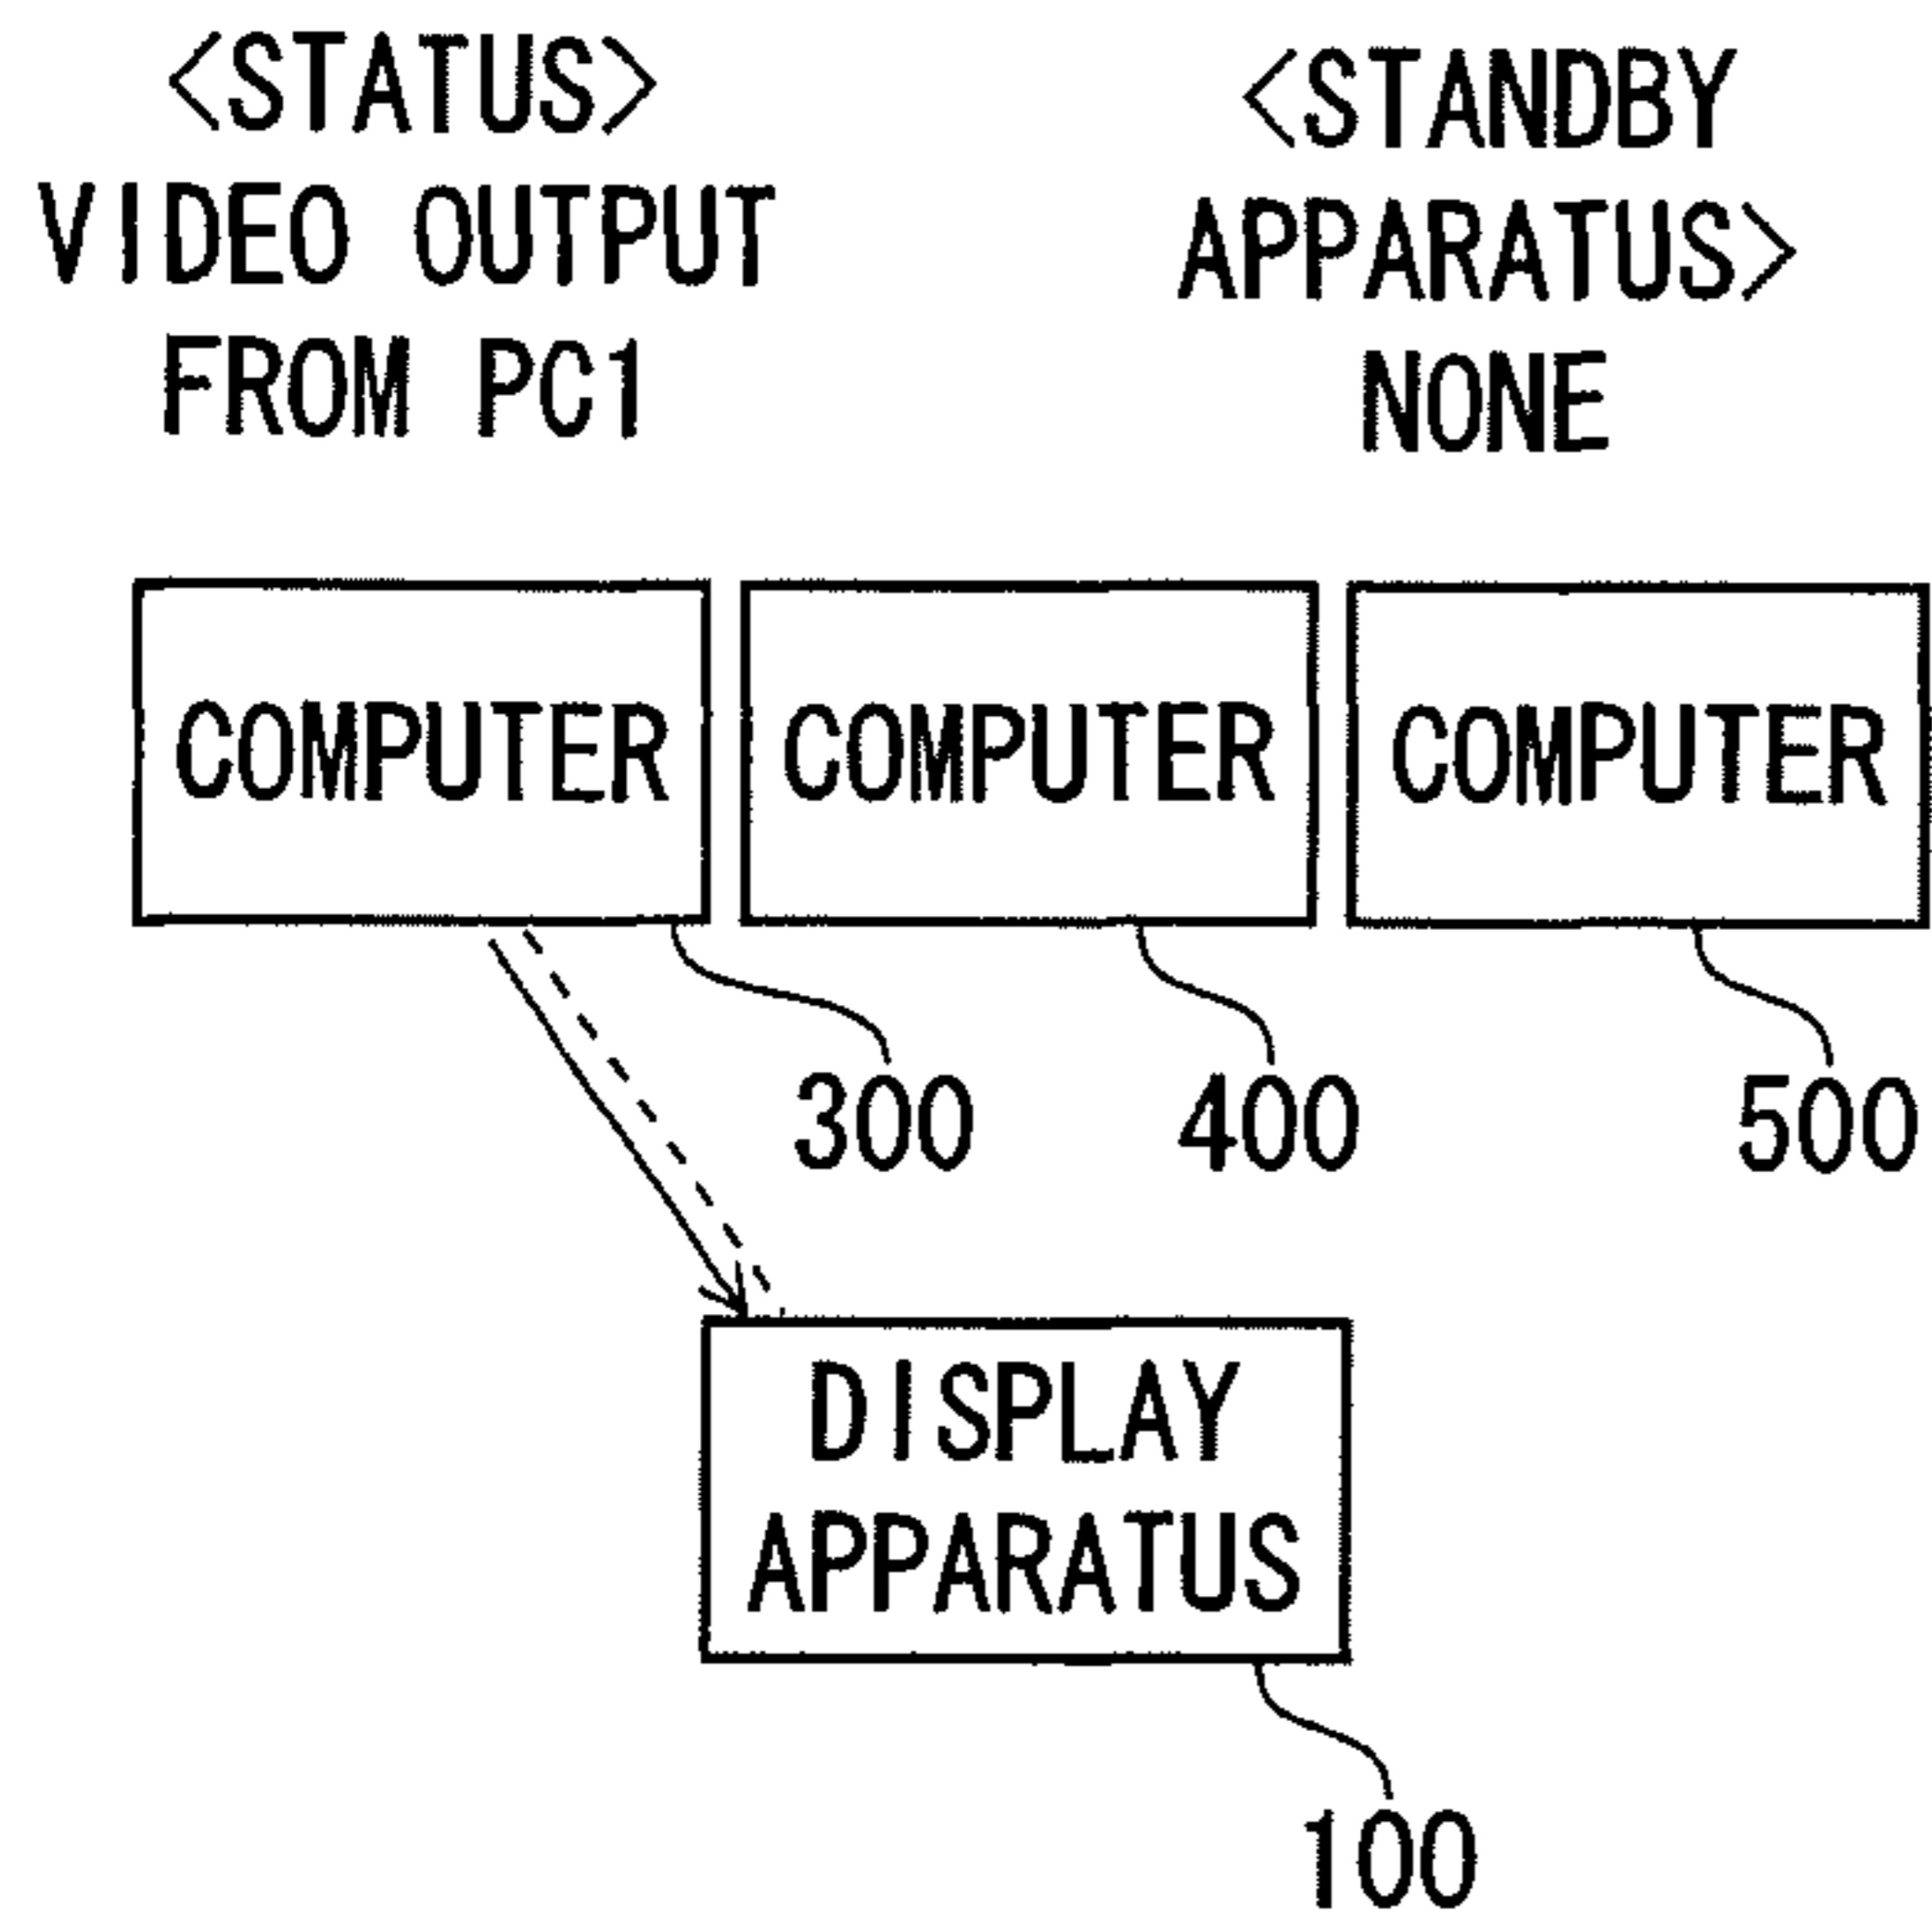 <STATUS>
VIDEO OUTPUT
FROM PC1
<STANDBY
APPARATUS>
NONE
COMPUTER
COMPUTER
COMPUTER
300
400
500
DISPLAY
APPARATUS
100